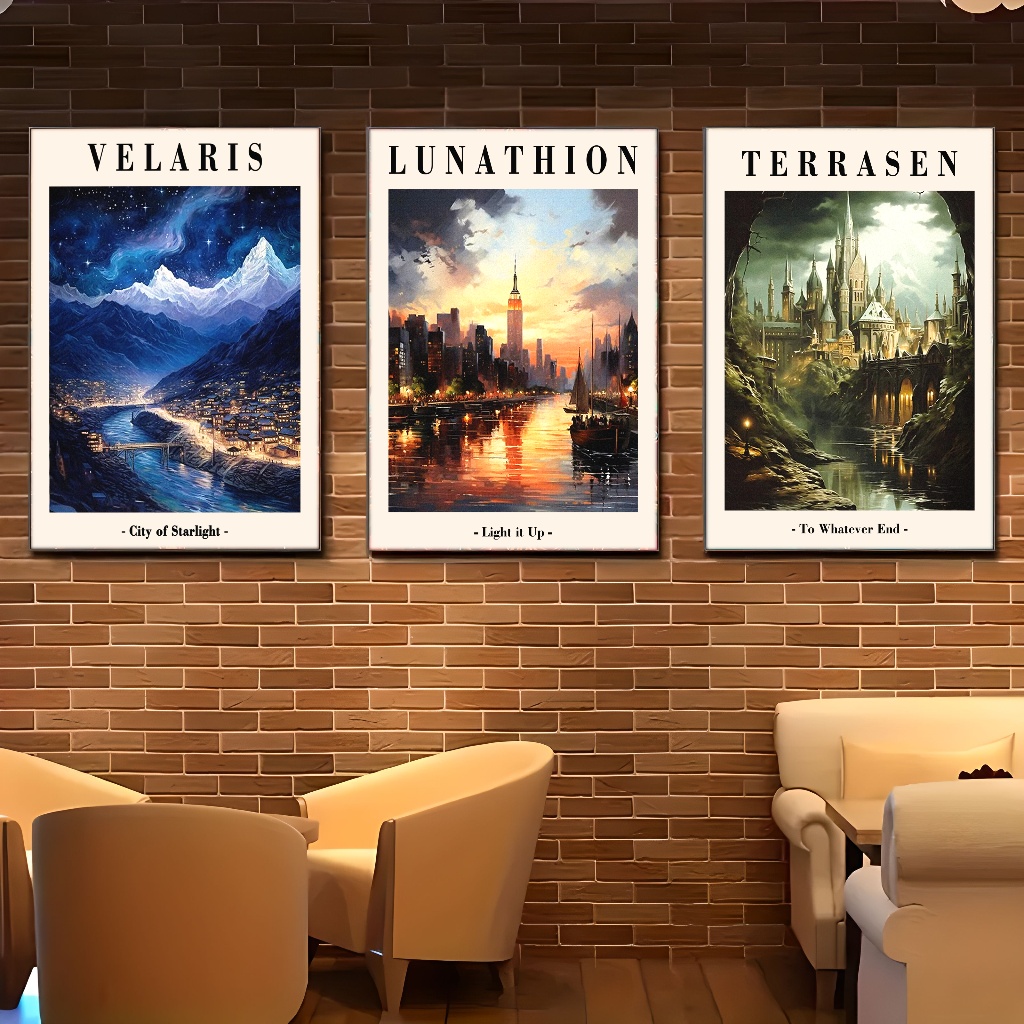 VELARIS
- City of Starlight -
LUNATHION
- Light it Up -
TERRASEN
- To Whatever End -